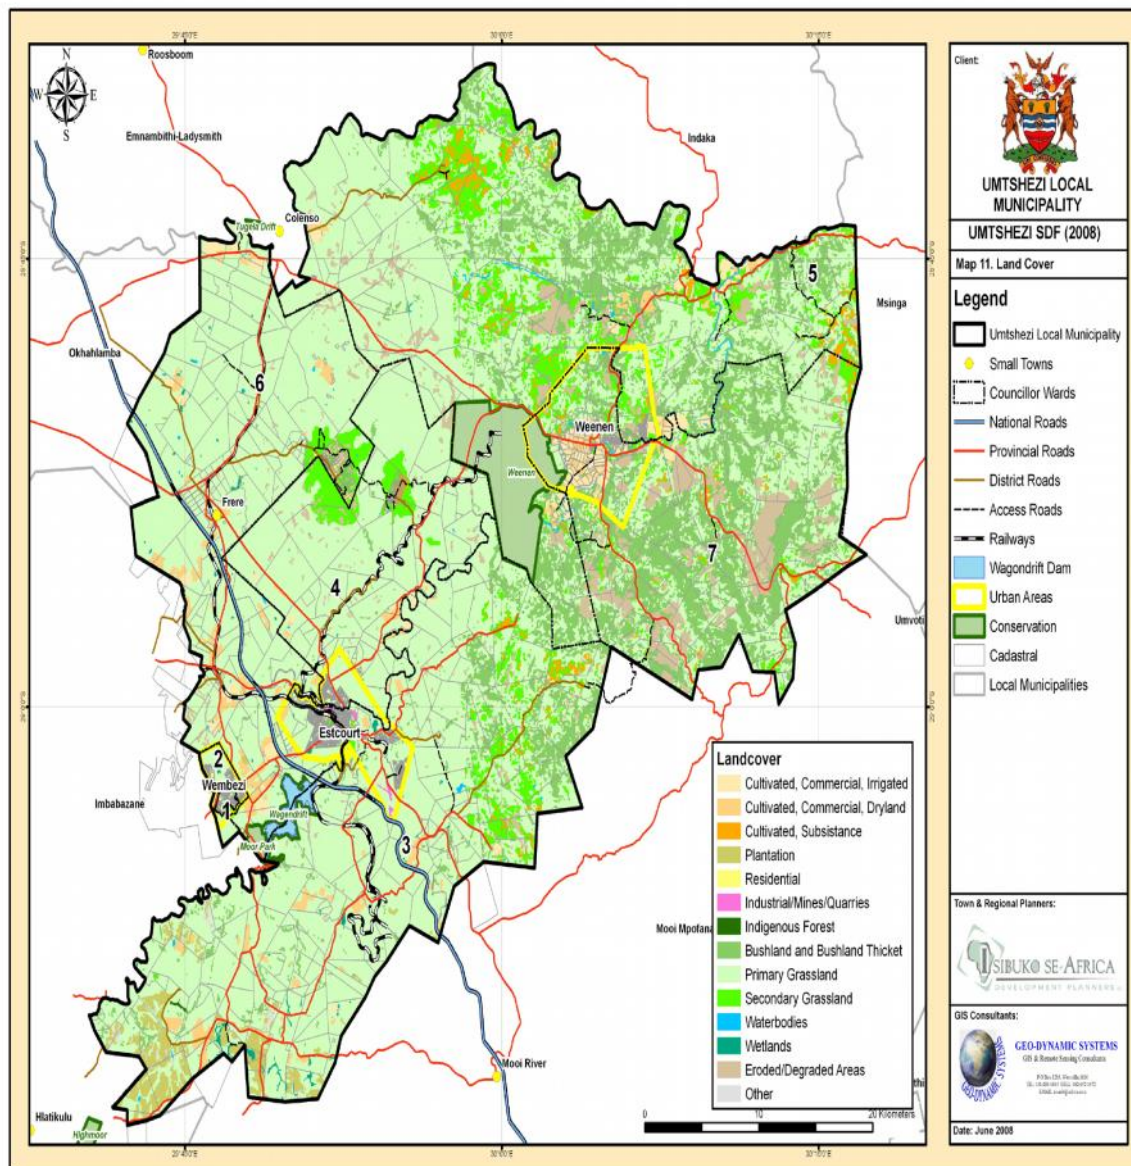 Roosboom
N
W
E
S
Emnambithi-Ladysmith
Indaka
Tugela Drift
Colenso
5
Msinga
Okhahlamba
6
Weenen
Weenen
Frere
7
4
Umvoti
Estcourt
2
Wembezi
1
Imbabazane
Wagendrift
Moor Park
3
Mooi Mpofana
Mooi River
Hlatikulu
Highmoor
30°0'0"E
Landcover
Cultivated, Commercial, Irrigated
Cultivated, Commercial, Dryland
Cultivated, Subsistance
Plantation
Residential
Industrial/Mines/Quarries
Indigenous Forest
Bushland and Bushland Thicket
Primary Grassland
Secondary Grassland
Waterbodies
Wetlands
Eroded/Degraded Areas
Other
0 10 20 Kilometers
Client:
UMTSHEZI LOCAL
MUNICIPALITY
UMTSHEZI SDF (2008)
Map 11. Land Cover
Legend
Umtshezi Local Municipality
Small Towns
Councillor Wards
National Roads
Provincial Roads
District Roads
Access Roads
Railways
Wagondrift Dam
Urban Areas
Conservation
Cadastral
Local Municipalities
Town & Regional Planners:
ISIBUKO SE-AFRICA
DEVELOPMENT PLANNERS
GIS Consultants:
GEO-DYNAMIC SYSTEMS
GIS & Remote Sensing Consultants
GEO-DYNAMIC SYSTEMS
Date: June 2008